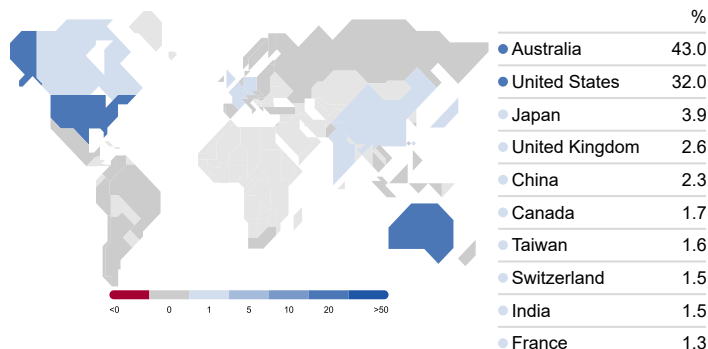 %
Australia 43.0
United States 32.0
Japan 3.9
United Kingdom 2.6
China 2.3
Canada 1.7
Taiwan 1.6
Switzerland 1.5
India 1.5
France 1.3
<0 0 1 5 10 20 >50